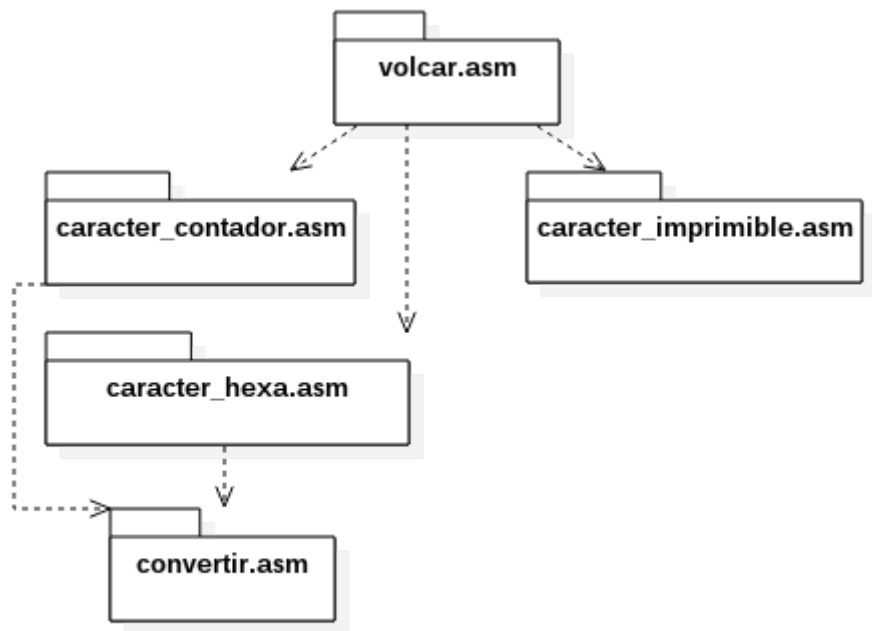 volcar.asm
caracter_contador.asm
caracter_imprimible.asm
caracter_hexa.asm
convertir.asm